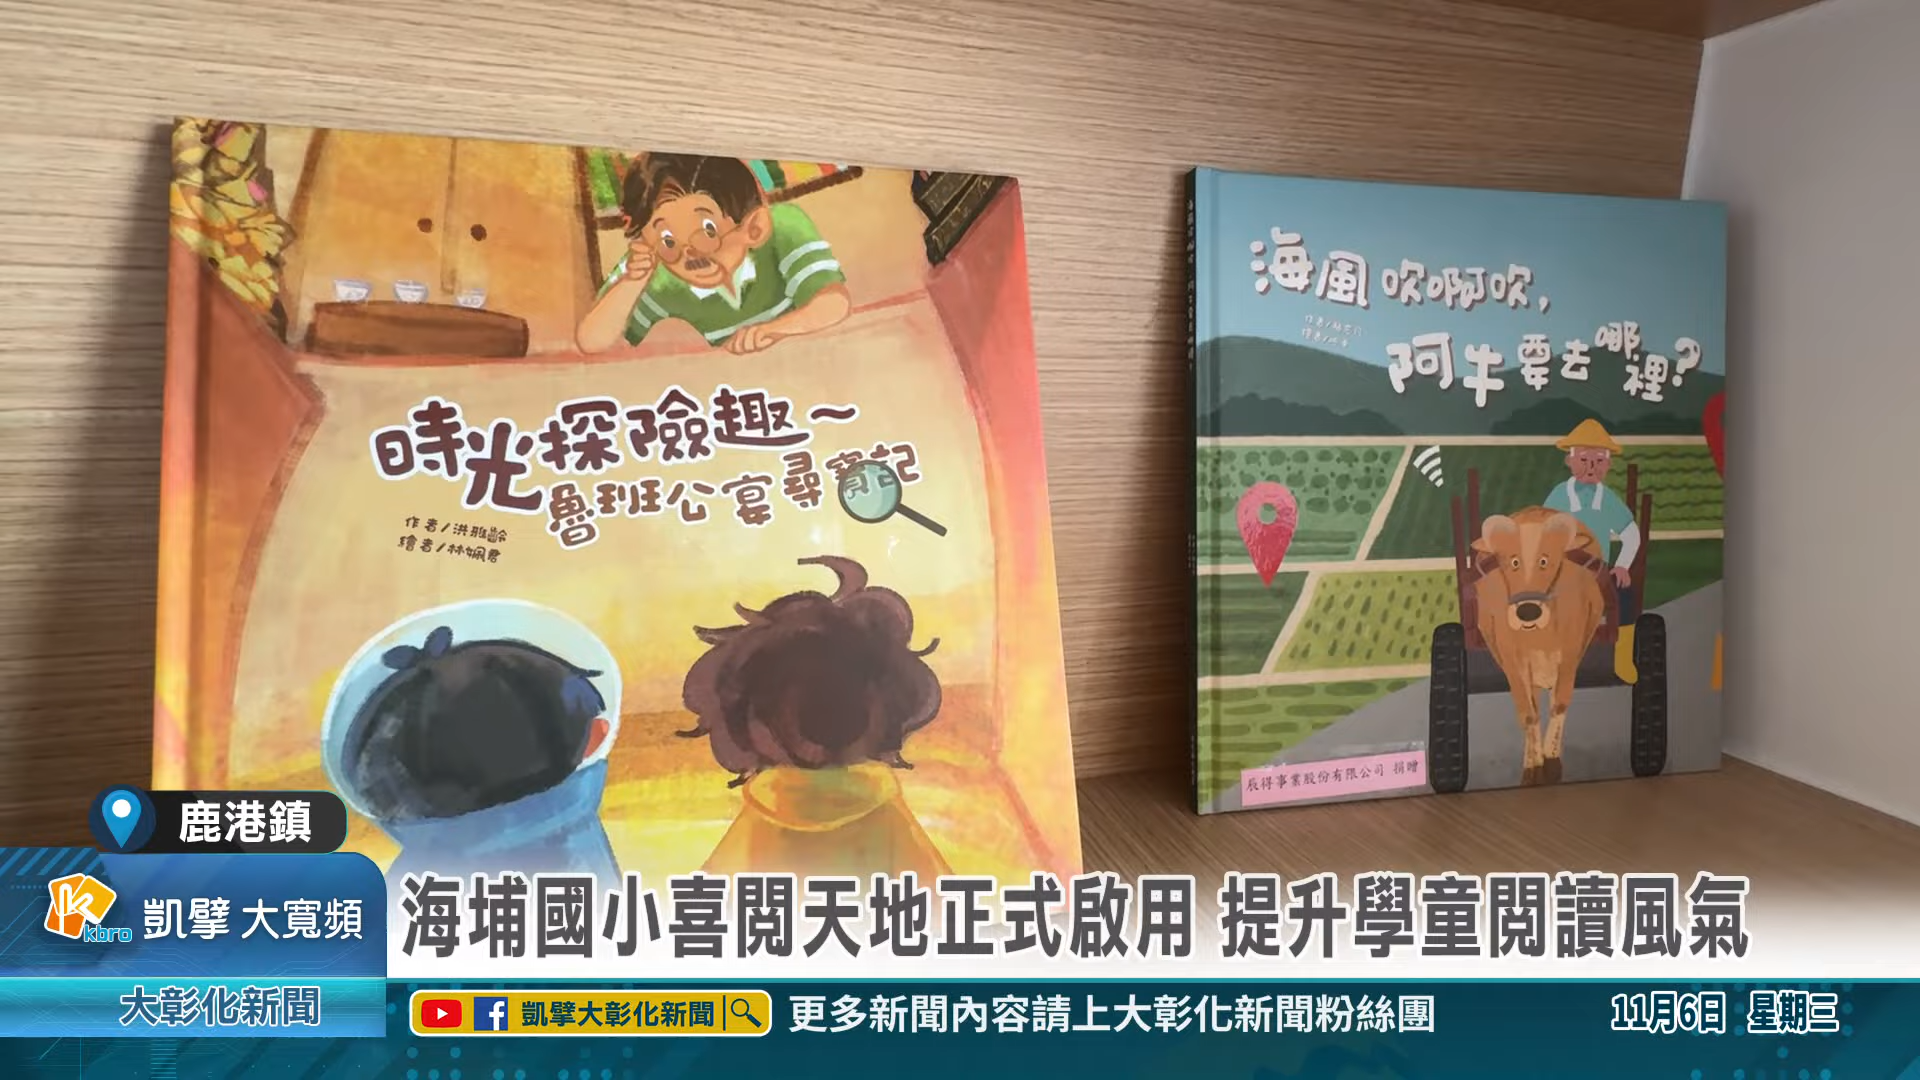 時光探險趣～
魯班公宴尋寶記
作者/洪雅齡
繪者/林姵君
海風吹啊吹，
阿牛要去哪裡？
辰得事業股份有限公司 捐贈
鹿港鎮
kbro 凱擘大寬頻
海埔國小喜閱天地正式啟用 提升學童閱讀風氣
大彰化新聞
凱擘大彰化新聞
更多新聞內容請上大彰化新聞粉絲團
11月6日 星期三